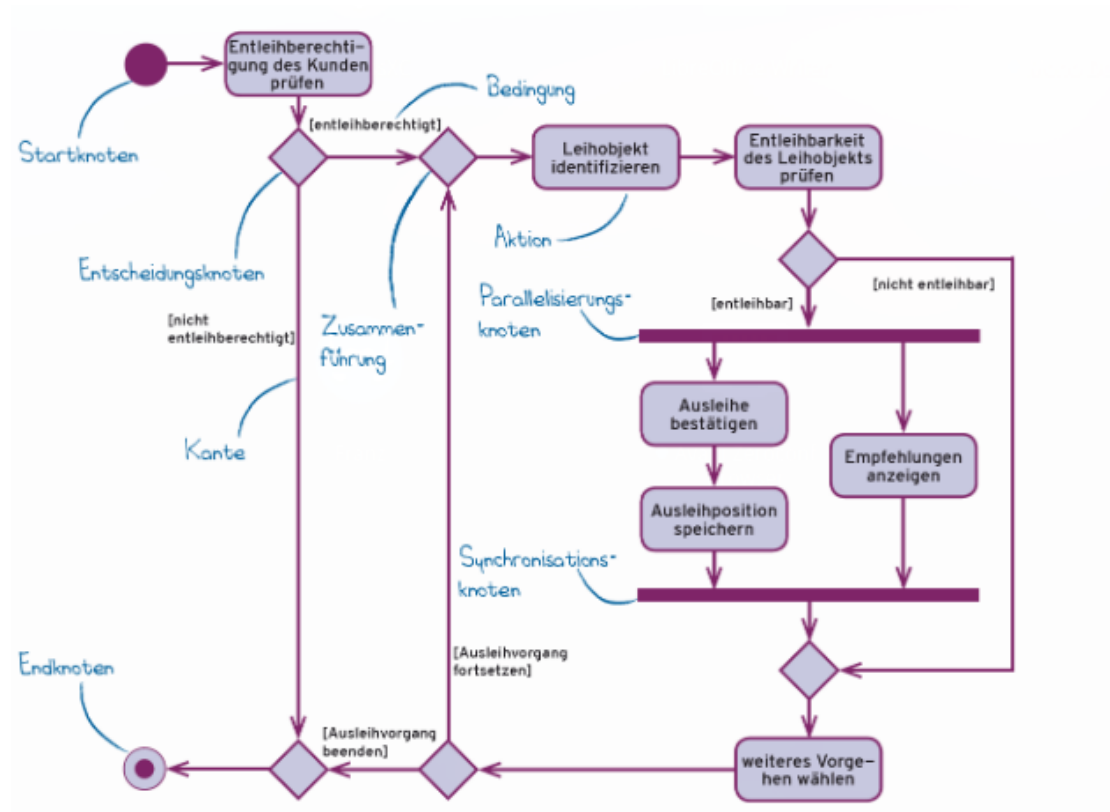 Entleihberechti-
gung des Kunden
prüfen
Bedingung
[entleihberechtigt]
Startknoten
Leihobjekt
identifizieren
Entleihbarkeit
des Leihobjekts
prüfen
Aktion
Entscheidungsknoten
[nicht entleihbar]
Parallelisierungs-
knoten
[entleihbar]
[nicht
entleihberechtigt]
Zusammen-
führung
Ausleihe
bestätigen
Kante
Empfehlungen
anzeigen
Ausleihposition
speichern
Synchronisations-
knoten
[Ausleihvorgang
fortsetzen]
Endknoten
[Ausleihvorgang
beenden]
weiteres Vorge-
hen wählen